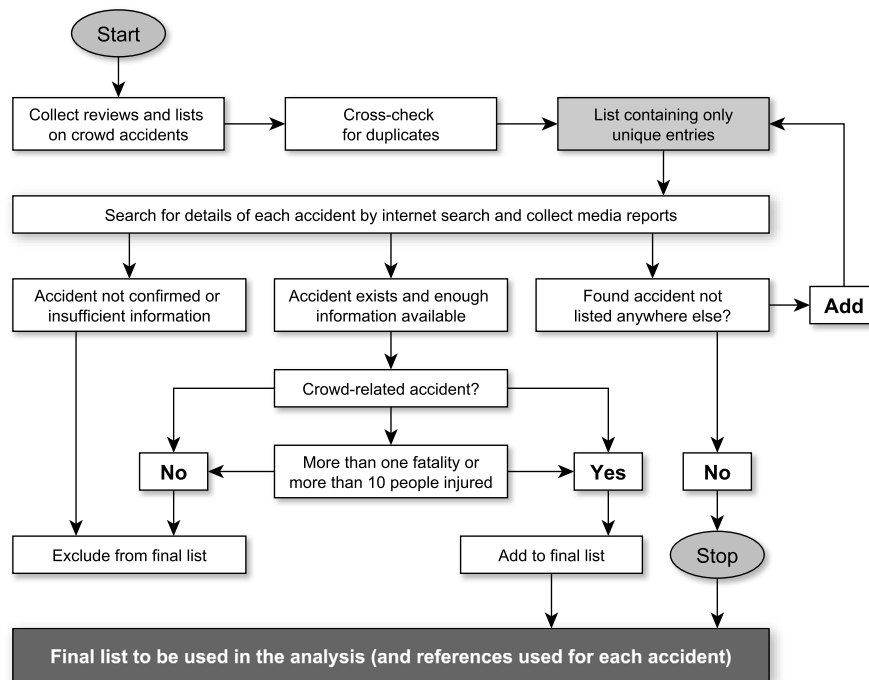 Start
Collect reviews and lists
on crowd accidents
Cross-check
for duplicates
List containing only
unique entries
Search for details of each accident by internet search and collect media reports
Accident not confirmed or
insufficient information
Accident exists and enough
information available
Found accident not
listed anywhere else?
Add
Crowd-related accident?
No
More than one fatality or
more than 10 people injured
Yes
No
Exclude from final list
Add to final list
Stop
Final list to be used in the analysis (and references used for each accident)